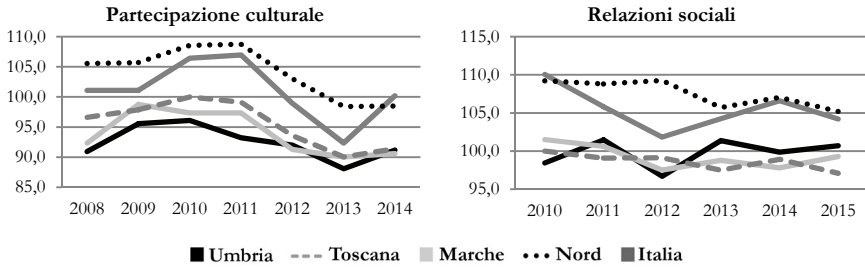 Partecipazione culturale
110,0
105,0
100,0
95,0
90,0
85,0
2008 2009 2010 2011 2012 2013 2014
Relazioni sociali
115,0
110,0
105,0
100,0
95,0
2010 2011 2012 2013 2014 2015
Umbria Toscana Marche Nord Italia